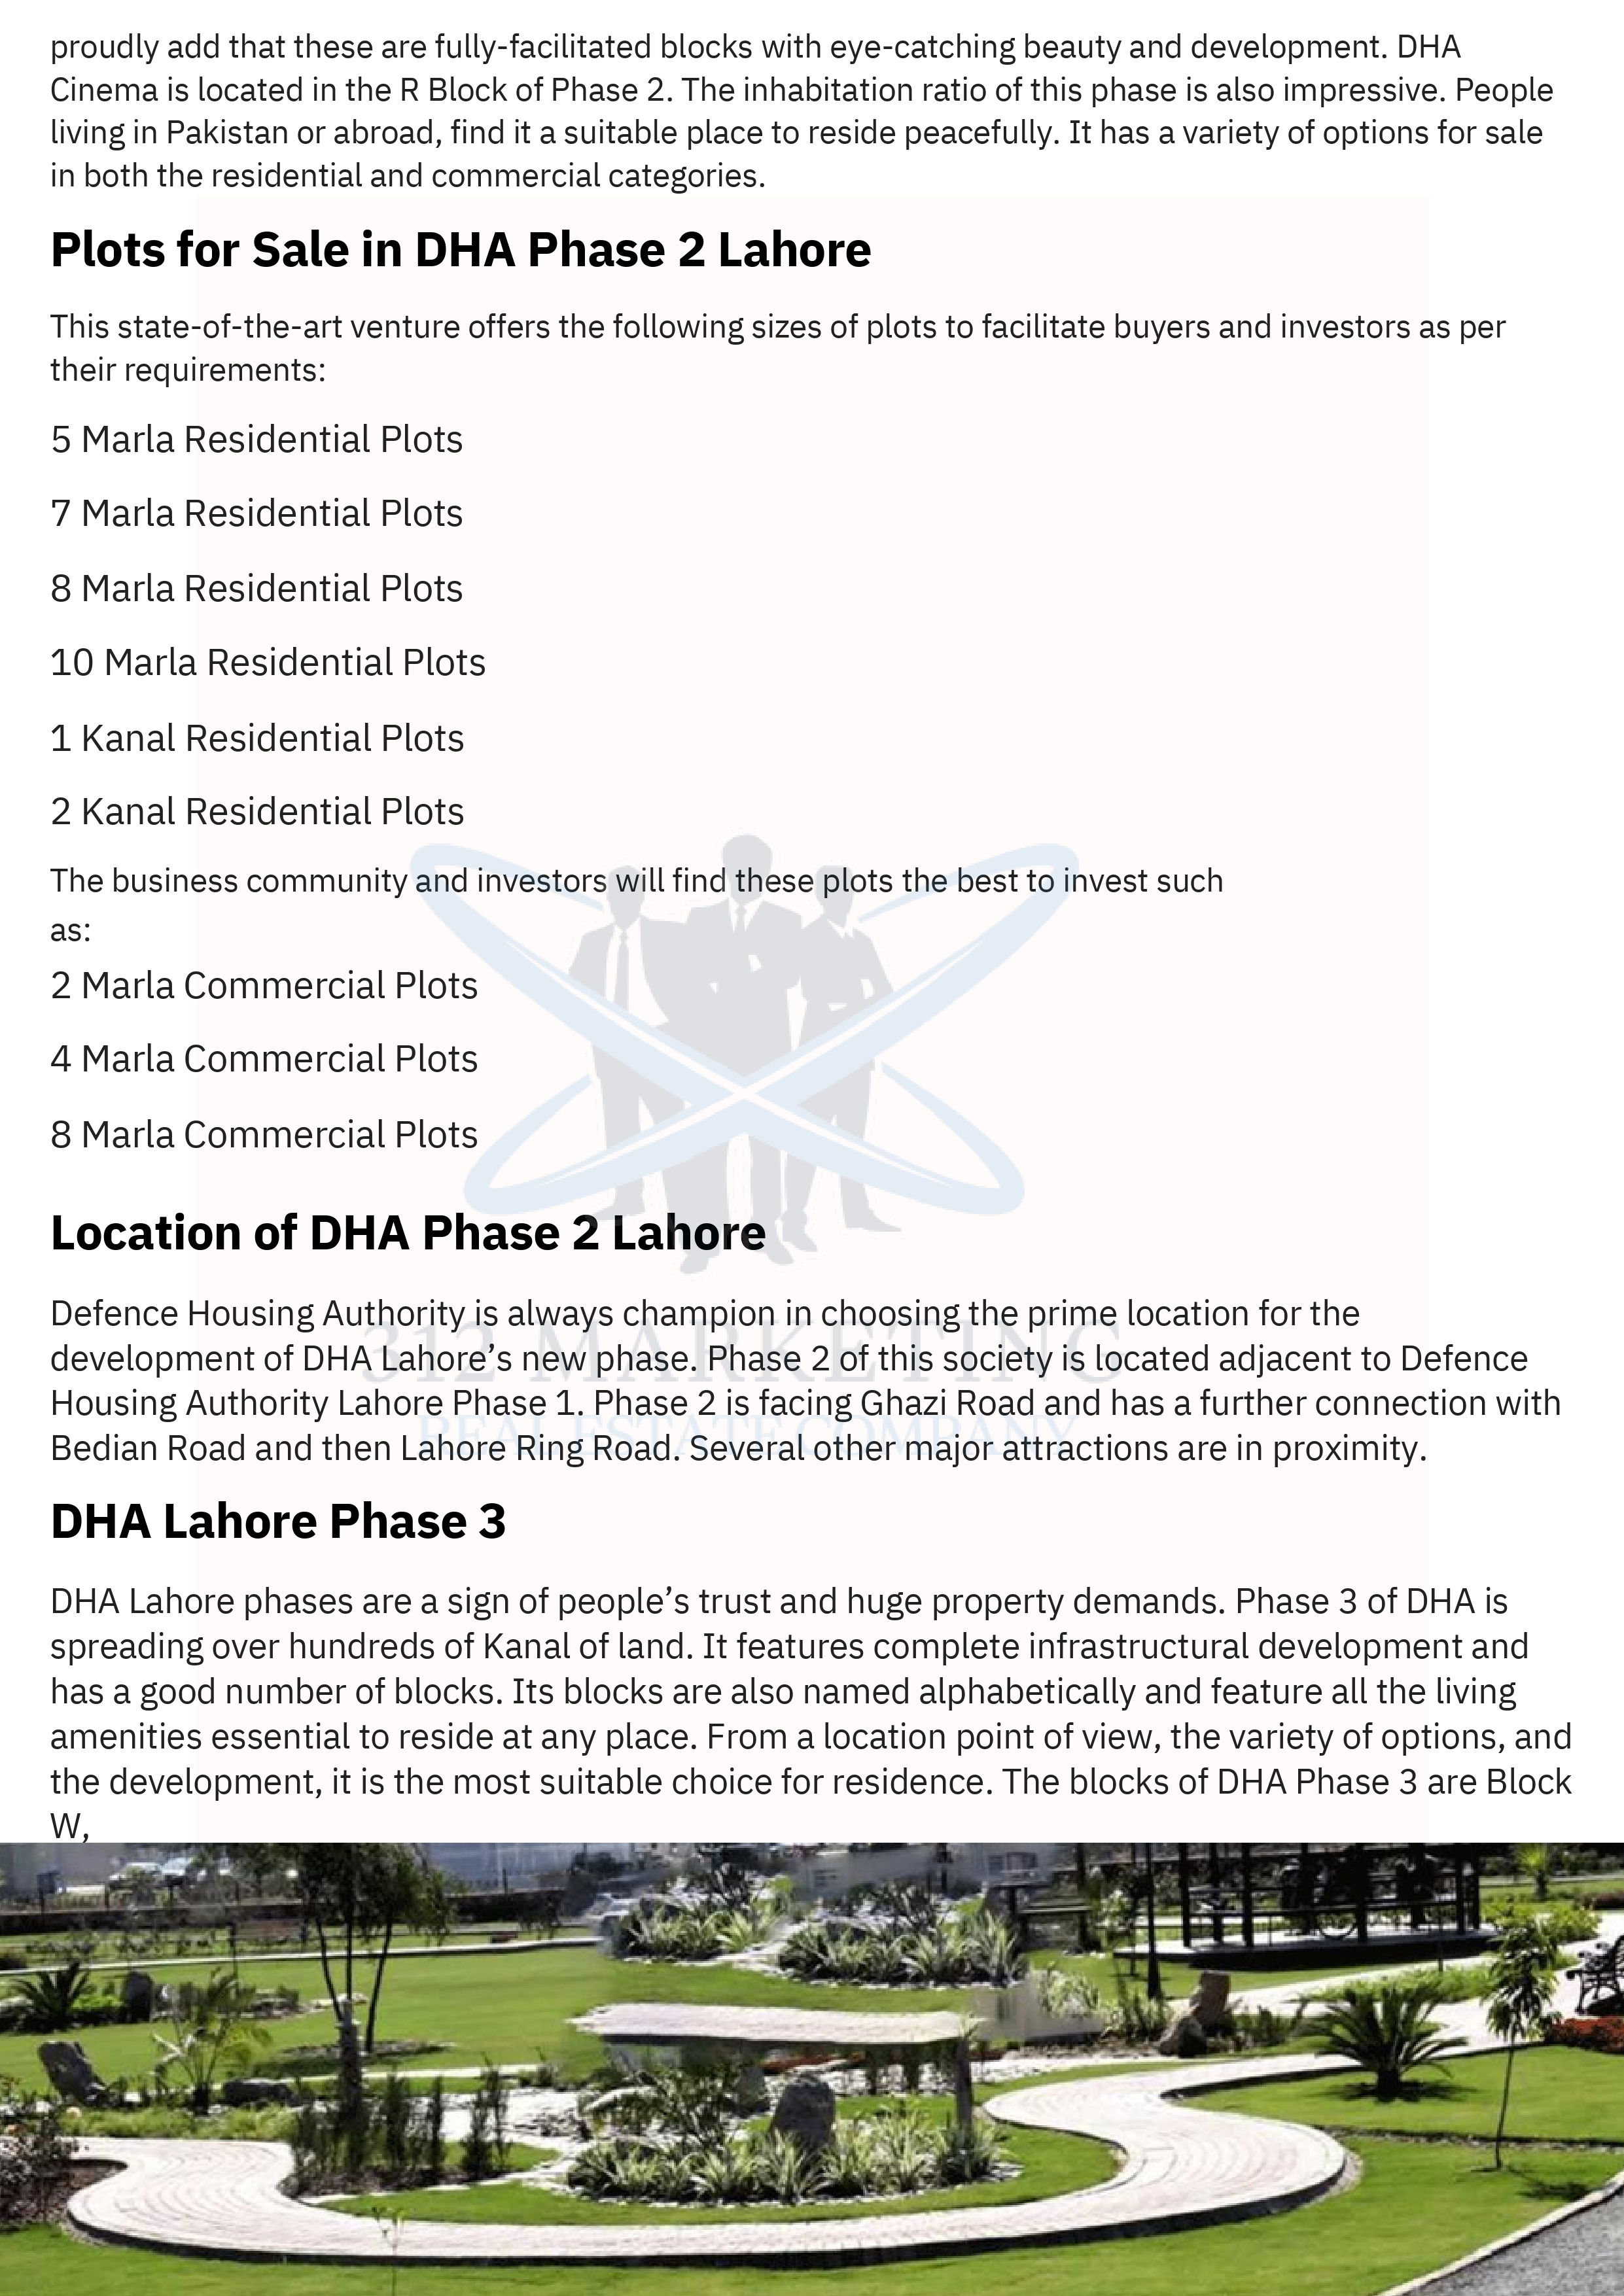 proudly add that these are fully-facilitated blocks with eye-catching beauty and development. DHA
Cinema is located in the R Block of Phase 2. The inhabitation ratio of this phase is also impressive. People
living in Pakistan or abroad, find it a suitable place to reside peacefully. It has a variety of options for sale
in both the residential and commercial categories.
Plots for Sale in DHA Phase 2 Lahore
This state-of-the-art venture offers the following sizes of plots to facilitate buyers and investors as per
their requirements:
5 Marla Residential Plots
7 Marla Residential Plots
8 Marla Residential Plots
10 Marla Residential Plots
1 Kanal Residential Plots
2 Kanal Residential Plots
The business community and investors will find these plots the best to invest such
as:
2 Marla Commercial Plots
4 Marla Commercial Plots
8 Marla Commercial Plots
Location of DHA Phase 2 Lahore
Defence Housing Authority is always champion in choosing the prime location for the
312 MARKETING
development of DHA Lahore’s new phase. Phase 2 of this society is located adjacent to Defence
Housing Authority Lahore Phase 1. Phase 2 is facing Ghazi Road and has a further connection with
REAL ESTATE COMPANY
Bedian Road and then Lahore Ring Road. Several other major attractions are in proximity.
DHA Lahore Phase 3
DHA Lahore phases are a sign of people’s trust and huge property demands. Phase 3 of DHA is
spreading over hundreds of Kanal of land. It features complete infrastructural development and
has a good number of blocks. Its blocks are also named alphabetically and feature all the living
amenities essential to reside at any place. From a location point of view, the variety of options, and
the development, it is the most suitable choice for residence. The blocks of DHA Phase 3 are Block
W,